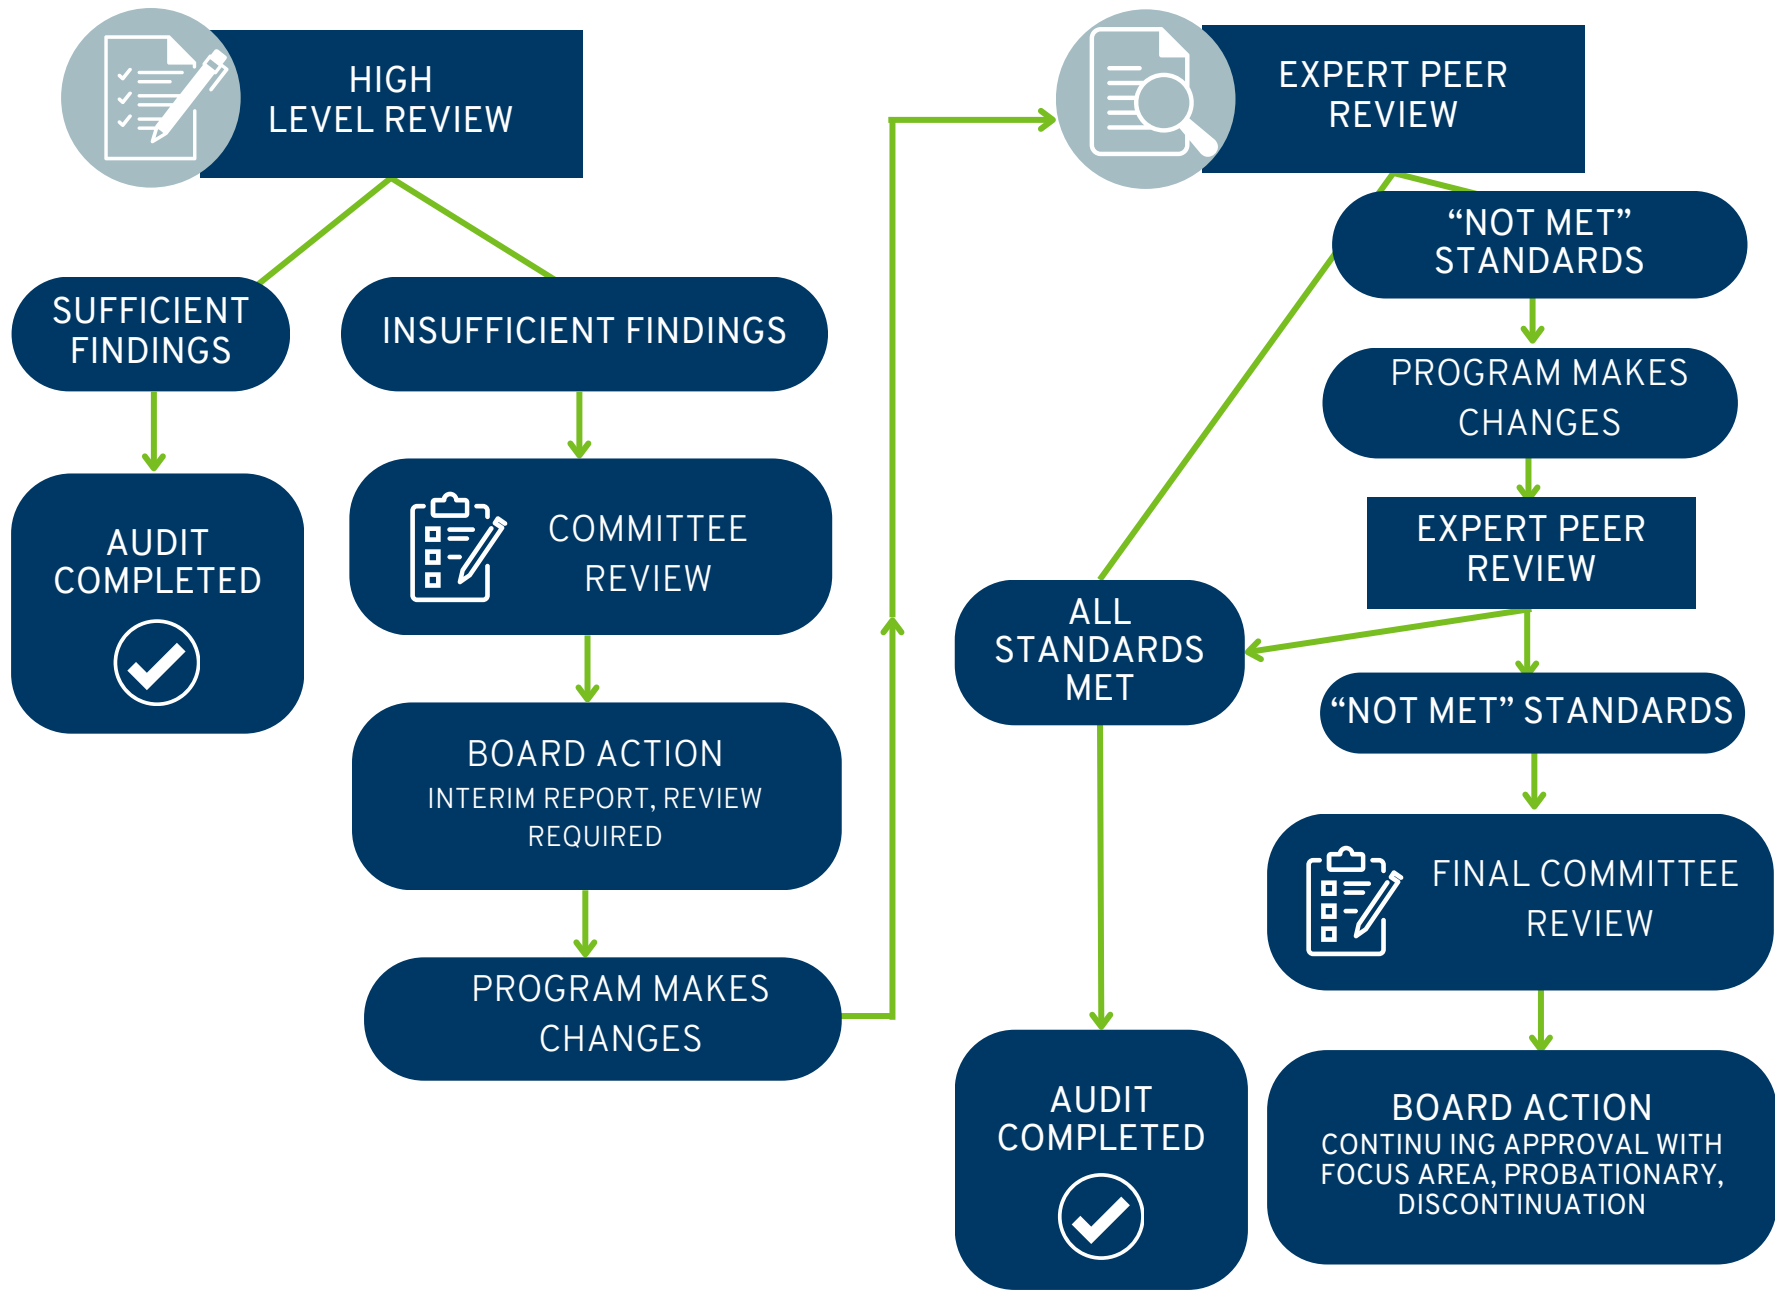 HIGH
LEVEL REVIEW
SUFFICIENT
FINDINGS
AUDIT
COMPLETED
INSUFFICIENT FINDINGS
COMMITTEE
REVIEW
BOARD ACTION
INTERIM REPORT, REVIEW
REQUIRED
PROGRAM MAKES
CHANGES
EXPERT PEER
REVIEW
“NOT MET”
STANDARDS
PROGRAM MAKES
CHANGES
EXPERT PEER
REVIEW
ALL
STANDARDS
MET
AUDIT
COMPLETED
“NOT MET” STANDARDS
FINAL COMMITTEE
REVIEW
BOARD ACTION
CONTINU ING APPROVAL WITH
FOCUS AREA, PROBATIONARY,
DISCONTINUATION